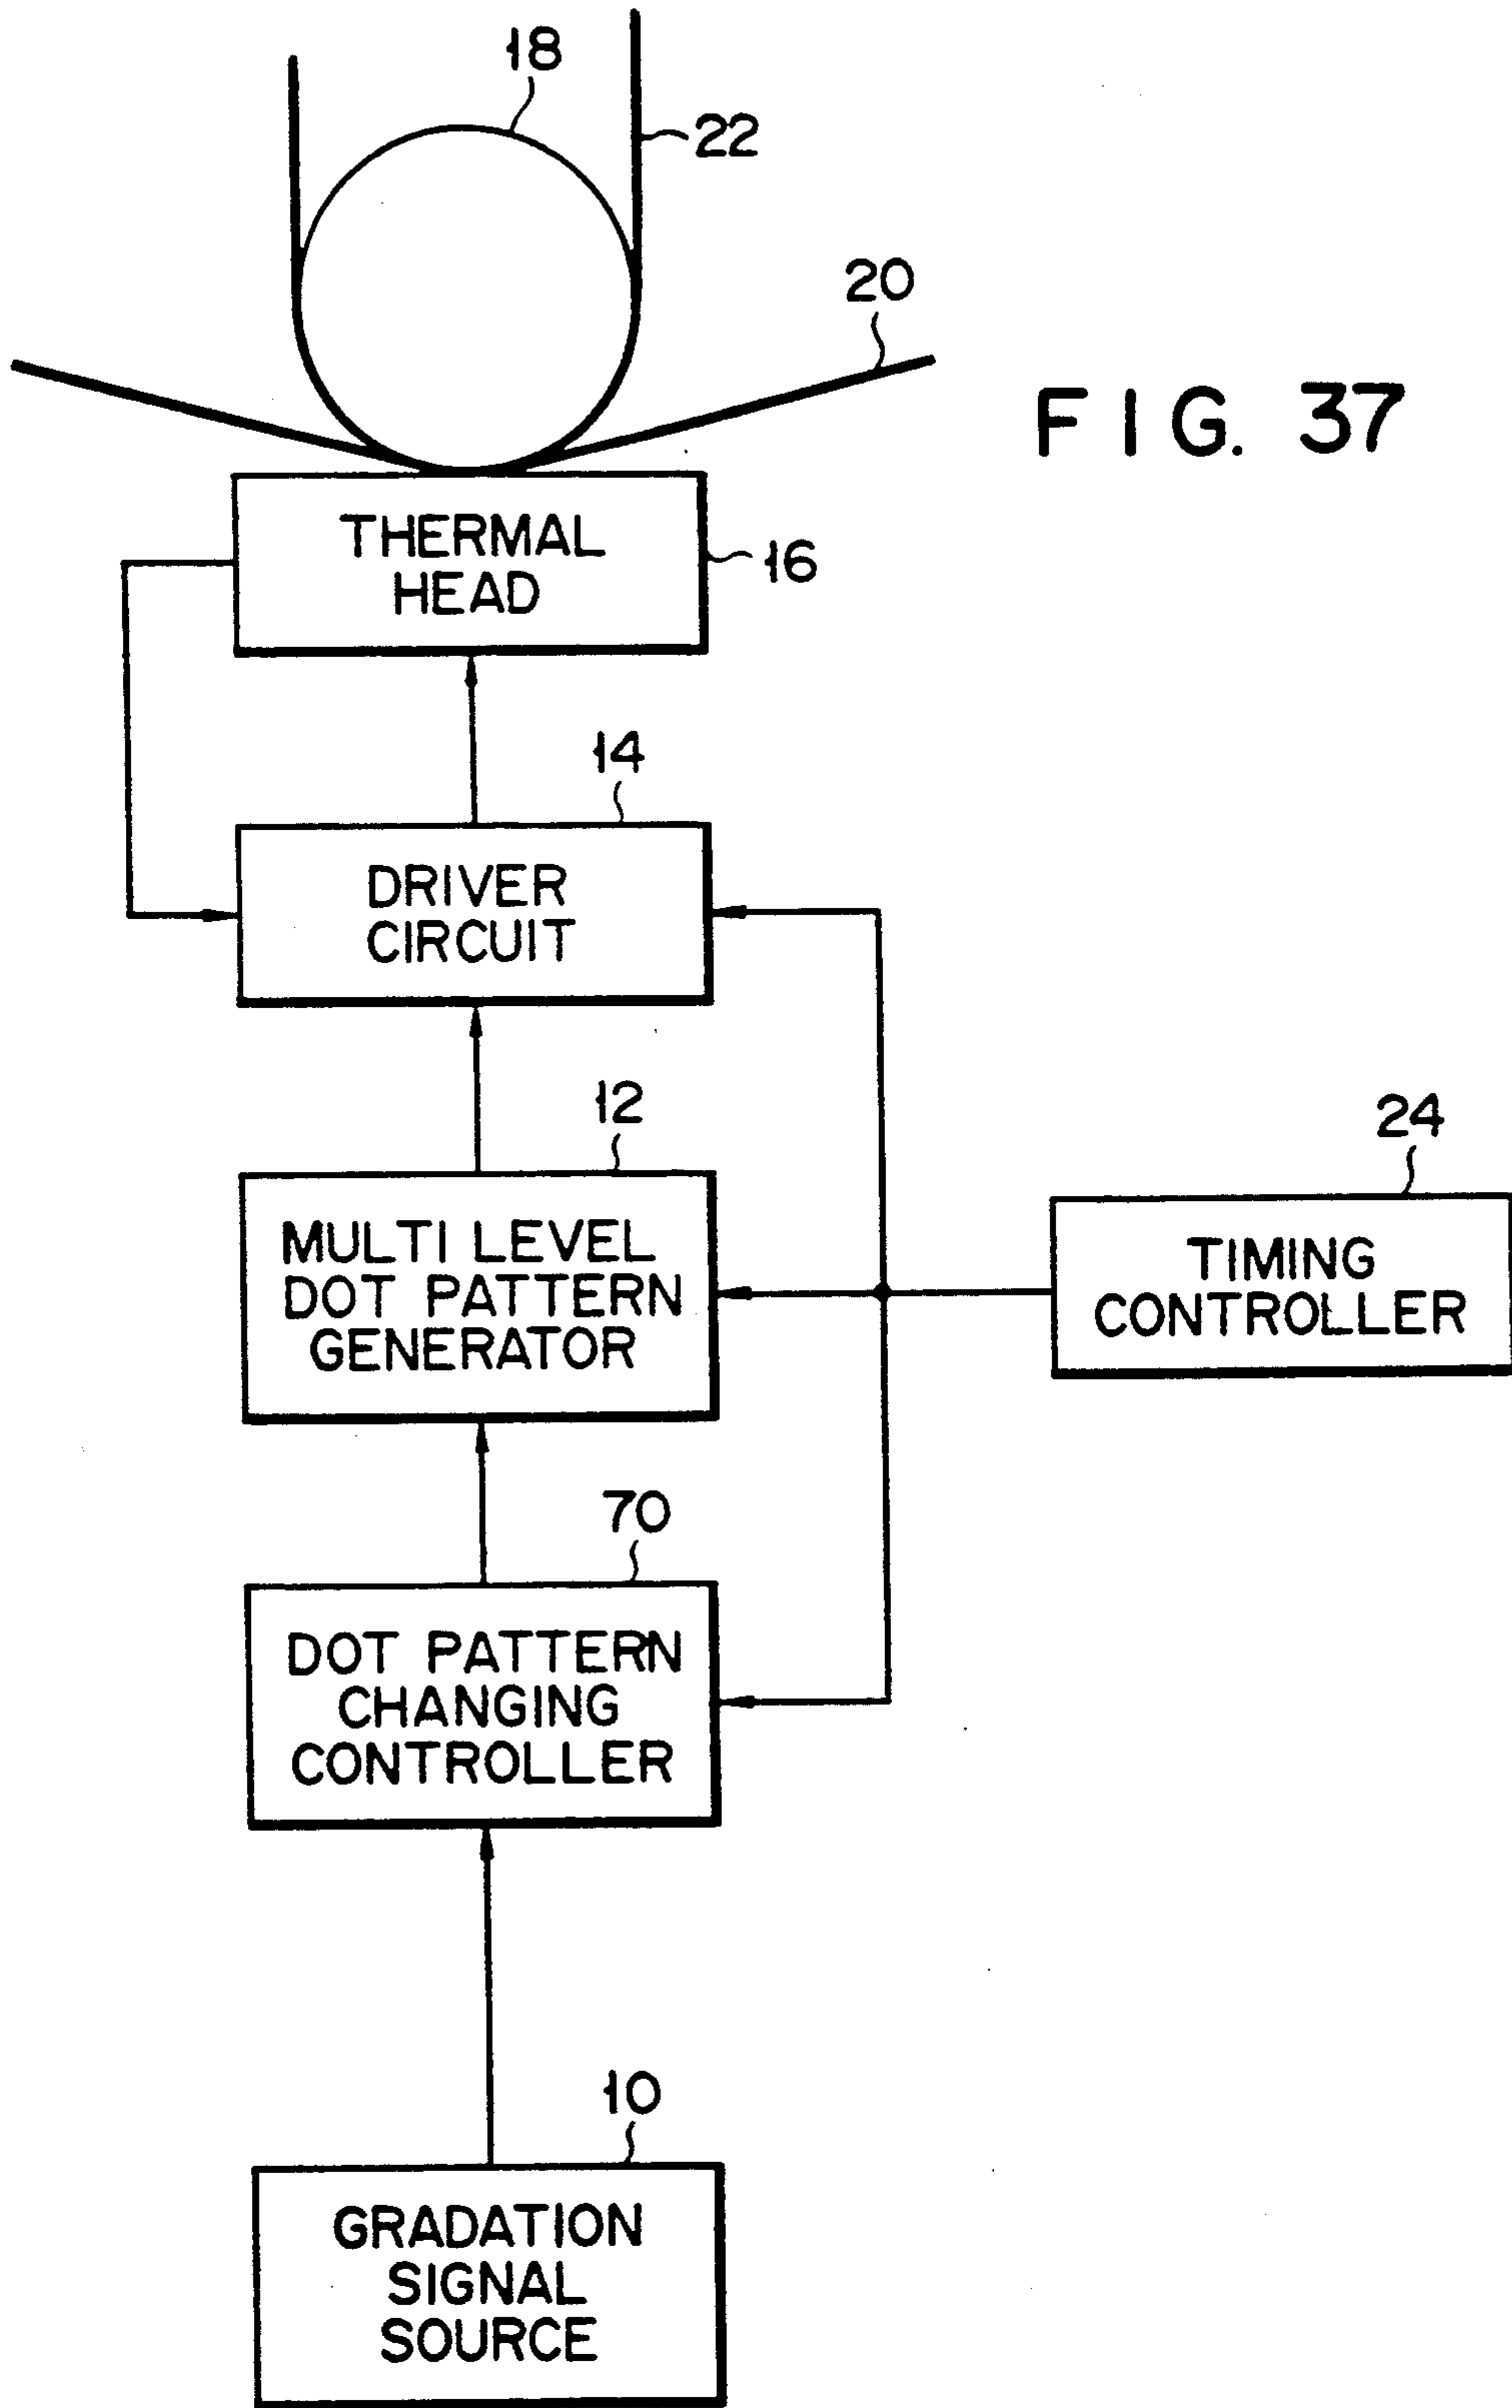 18
22
20
F I G. 37
THERMAL
HEAD
16
14
DRIVER
CIRCUIT
12
MULTI LEVEL
DOT PATTERN
GENERATOR
24
TIMING
CONTROLLER
70
DOT PATTERN
CHANGING
CONTROLLER
10
GRADATION
SIGNAL
SOURCE